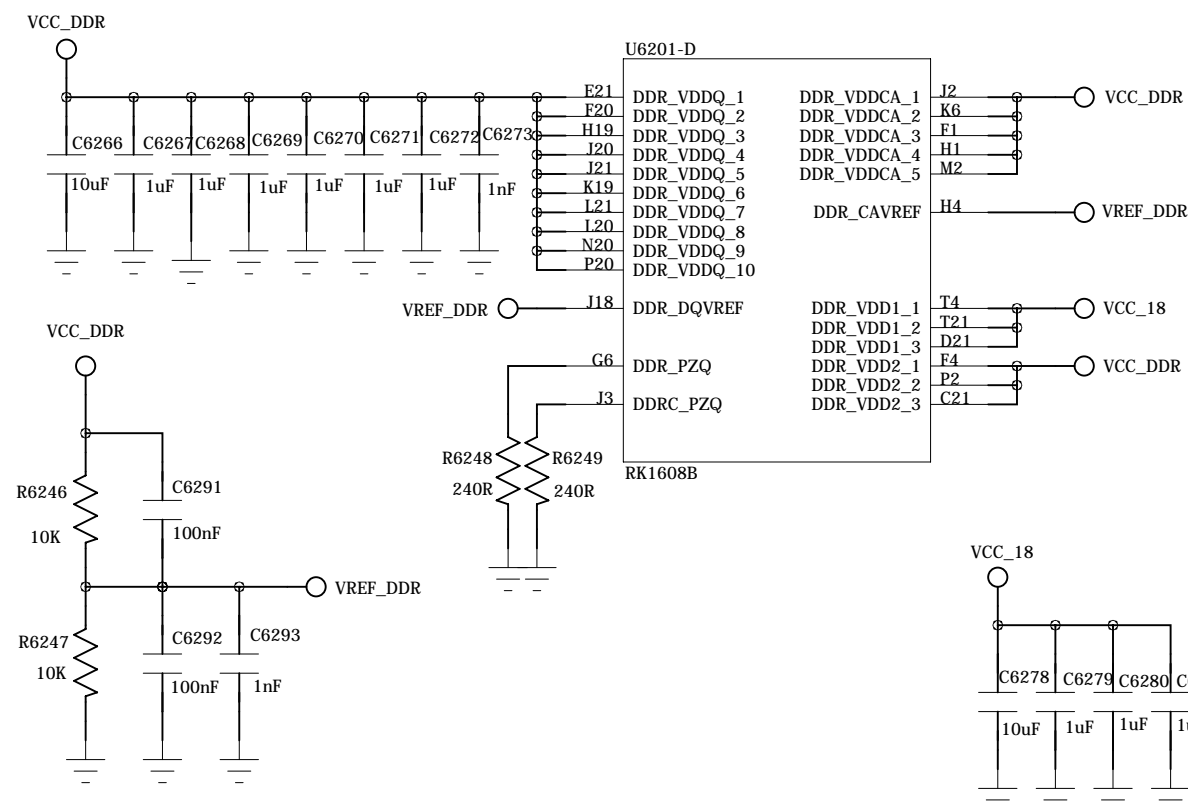 VCC_DDR
U6201-D
C6266
C6267
C6268
C6269
C6270
C6271
C6272
C6273
10uF
1uF
1uF
1uF
1uF
1uF
1uF
1nF
E21 DDR_VDDQ_1
F20 DDR_VDDQ_2
H19 DDR_VDDQ_3
J20 DDR_VDDQ_4
J21 DDR_VDDQ_5
K19 DDR_VDDQ_6
L21 DDR_VDDQ_7
L20 DDR_VDDQ_8
N20 DDR_VDDQ_9
P20 DDR_VDDQ_10
VREF_DDR J18 DDR_DQVREF
G6 DDR_PZQ
J3 DDRC_PZQ
DDR_VDDCA_1 J2 VCC_DDR
DDR_VDDCA_2 K6
DDR_VDDCA_3 F1
DDR_VDDCA_4 H1
DDR_VDDCA_5 M2
DDR_CAVREF H4 VREF_DDR
DDR_VDD1_1 T4 VCC_18
DDR_VDD1_2 T21
DDR_VDD1_3 D21
DDR_VDD2_1 F4 VCC_DDR
DDR_VDD2_2 P2
DDR_VDD2_3 C21
RK1608B
R6248
240R
R6249
240R
VCC_DDR
R6246
10K
C6291
100nF
VREF_DDR
R6247
10K
C6292
100nF
C6293
1nF
VCC_18
C6278
C6279
C6280
10uF
1uF
1uF